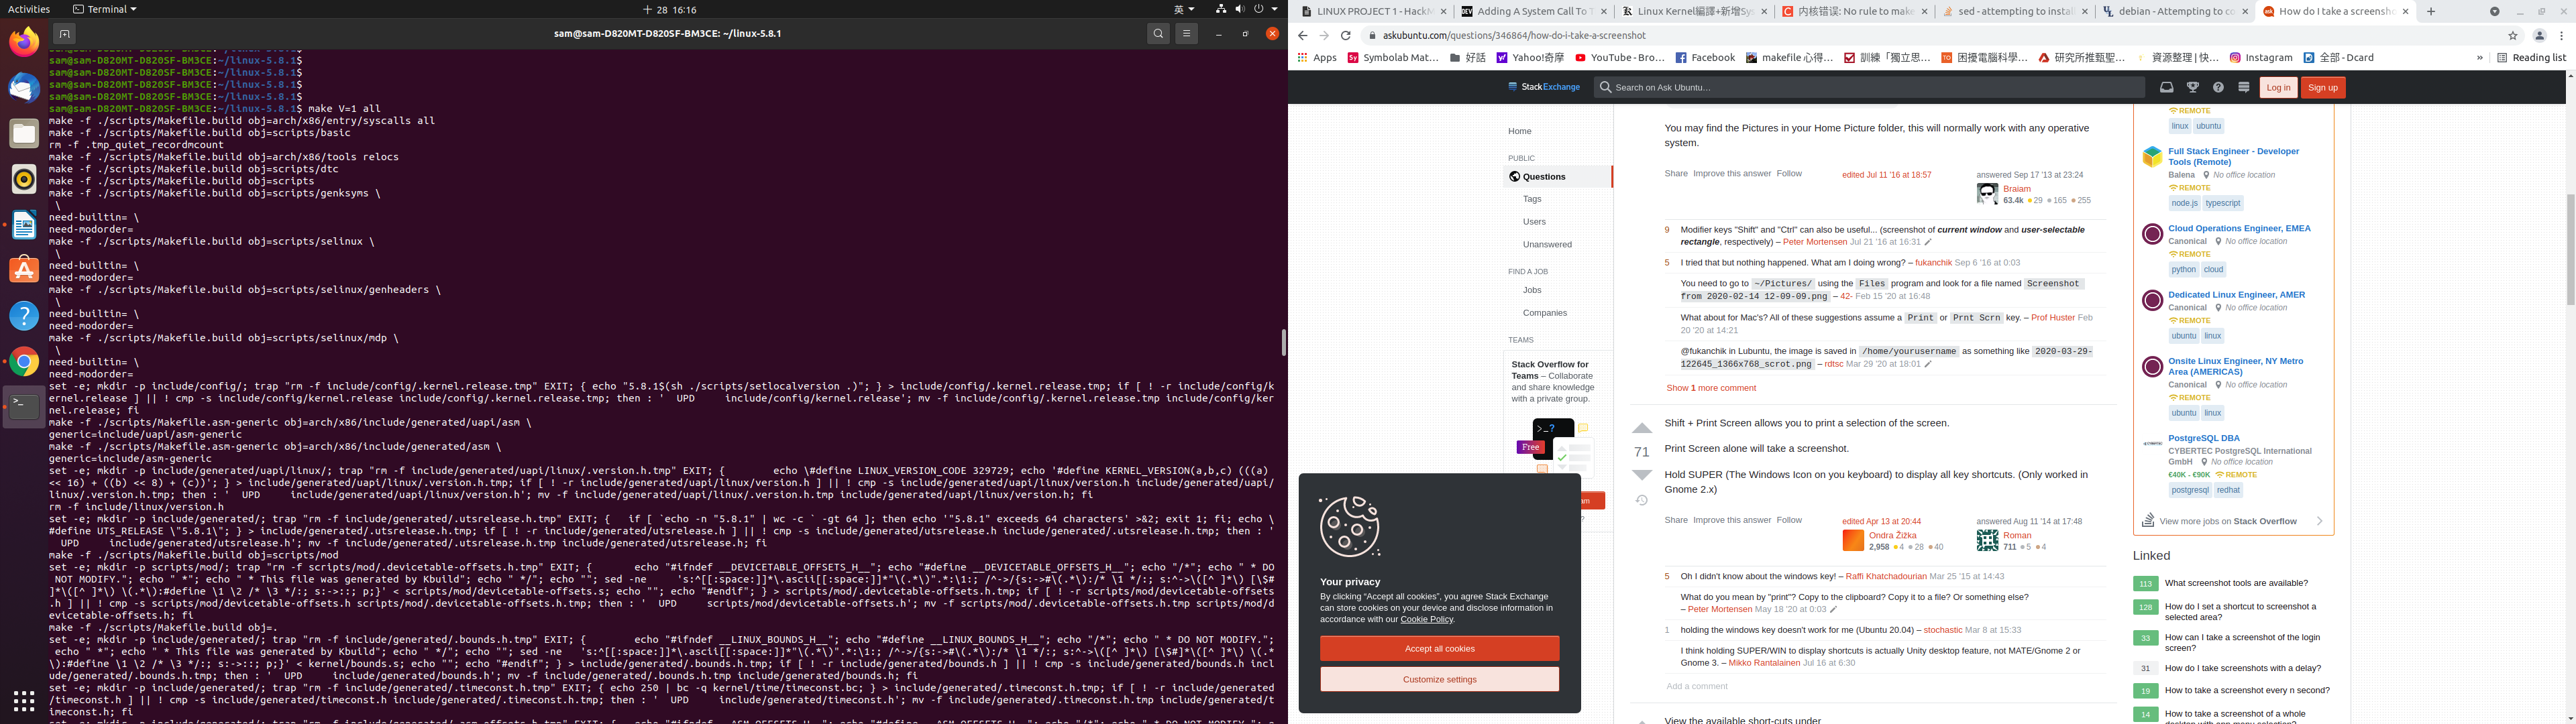 Activities
Terminal
十 28 16:16
英
sam@sam-D820MT-D820SF-BM3CE: ~/linux-5.8.1
sam@sam-D820MT-D820SF-BM3CE:~/linux-5.8.1$
sam@sam-D820MT-D820SF-BM3CE:~/linux-5.8.1$
sam@sam-D820MT-D820SF-BM3CE:~/linux-5.8.1$
sam@sam-D820MT-D820SF-BM3CE:~/linux-5.8.1$
sam@sam-D820MT-D820SF-BM3CE:~/linux-5.8.1$ make V=1 all
make -f ./scripts/Makefile.build obj=arch/x86/entry/syscalls all
make -f ./scripts/Makefile.build obj=scripts/basic
rm -f .tmp_quiet_recordmcount
make -f ./scripts/Makefile.build obj=arch/x86/tools relocs
make -f ./scripts/Makefile.build obj=scripts/dtc
make -f ./scripts/Makefile.build obj=scripts
make -f ./scripts/Makefile.build obj=scripts/genksyms \
 \
need-builtin= \
need-modorder=
make -f ./scripts/Makefile.build obj=scripts/selinux \
 \
need-builtin= \
need-modorder=
make -f ./scripts/Makefile.build obj=scripts/selinux/genheaders \
 \
need-builtin= \
need-modorder=
make -f ./scripts/Makefile.build obj=scripts/selinux/mdp \
 \
need-builtin= \
need-modorder=
set -e; mkdir -p include/config/; trap "rm -f include/config/.kernel.release.tmp" EXIT; { echo "5.8.1$(sh ./scripts/setlocalversion .)"; } > include/config/.kernel.release.tmp; if [ ! -r include/config/k
ernel.release ] || ! cmp -s include/config/kernel.release include/config/.kernel.release.tmp; then : '  UPD     include/config/kernel.release'; mv -f include/config/.kernel.release.tmp include/config/ker
nel.release; fi
make -f ./scripts/Makefile.asm-generic obj=arch/x86/include/generated/uapi/asm \
generic=include/uapi/asm-generic
make -f ./scripts/Makefile.asm-generic obj=arch/x86/include/generated/asm \
generic=include/asm-generic
set -e; mkdir -p include/generated/uapi/linux/; trap "rm -f include/generated/uapi/linux/.version.h.tmp" EXIT; {        echo \#define LINUX_VERSION_CODE 329729; echo '#define KERNEL_VERSION(a,b,c) (((a)
<< 16) + ((b) << 8) + (c))'; } > include/generated/uapi/linux/.version.h.tmp; if [ ! -r include/generated/uapi/linux/version.h ] || ! cmp -s include/generated/uapi/linux/version.h include/generated/uapi/
linux/.version.h.tmp; then : '  UPD     include/generated/uapi/linux/version.h'; mv -f include/generated/uapi/linux/.version.h.tmp include/generated/uapi/linux/version.h; fi
rm -f include/linux/version.h
set -e; mkdir -p include/generated/; trap "rm -f include/generated/.utsrelease.h.tmp" EXIT; {   if [ `echo -n "5.8.1" | wc -c ` -gt 64 ]; then echo '"5.8.1" exceeds 64 characters' >&2; exit 1; fi; echo \
#define UTS_RELEASE \"5.8.1\"; } > include/generated/.utsrelease.h.tmp; if [ ! -r include/generated/utsrelease.h ] || ! cmp -s include/generated/utsrelease.h include/generated/.utsrelease.h.tmp; then : '
  UPD     include/generated/utsrelease.h'; mv -f include/generated/.utsrelease.h.tmp include/generated/utsrelease.h; fi
make -f ./scripts/Makefile.build obj=scripts/mod
set -e; mkdir -p scripts/mod/; trap "rm -f scripts/mod/.devicetable-offsets.h.tmp" EXIT; {      echo "#ifndef __DEVICETABLE_OFFSETS_H__"; echo "#define __DEVICETABLE_OFFSETS_H__"; echo "/*"; echo " * DO
 NOT MODIFY."; echo " *"; echo " * This file was generated by Kbuild"; echo " */"; echo ""; sed -ne     's:^[[:space:]]*\.ascii[[:space:]]*"\(.*\)".*:\1:; /^->/{s:->#\(.*\):/* \1 */:; s:^->\([^ ]*\) [\$#]
]*\([^ ]*\) \(.*\):#define \1 \2 /* \3 */:; s:->::; p;}' < scripts/mod/devicetable-offsets.s; echo ""; echo "#endif"; } > scripts/mod/.devicetable-offsets.h.tmp; if [ ! -r scripts/mod/devicetable-offsets
.h ] || ! cmp -s scripts/mod/devicetable-offsets.h scripts/mod/.devicetable-offsets.h.tmp; then : '  UPD     scripts/mod/devicetable-offsets.h'; mv -f scripts/mod/.devicetable-offsets.h.tmp scripts/mod/d
evicetable-offsets.h; fi
make -f ./scripts/Makefile.build obj=.
set -e; mkdir -p include/generated/; trap "rm -f include/generated/.bounds.h.tmp" EXIT; {       echo "#ifndef __LINUX_BOUNDS_H__"; echo "#define __LINUX_BOUNDS_H__"; echo "/*"; echo " * DO NOT MODIFY.";
 echo " *"; echo " * This file was generated by Kbuild"; echo " */"; echo ""; sed -ne   's:^[[:space:]]*\.ascii[[:space:]]*"\(.*\)".*:\1:; /^->/{s:->#\(.*\):/* \1 */:; s:^->\([^ ]*\) [\$#]*\([^ ]*\) \(.*
\):#define \1 \2 /* \3 */:; s:->::; p;}' < kernel/bounds.s; echo ""; echo "#endif"; } > include/generated/.bounds.h.tmp; if [ ! -r include/generated/bounds.h ] || ! cmp -s include/generated/bounds.h incl
ude/generated/.bounds.h.tmp; then : '  UPD     include/generated/bounds.h'; mv -f include/generated/.bounds.h.tmp include/generated/bounds.h; fi
set -e; mkdir -p include/generated/; trap "rm -f include/generated/.timeconst.h.tmp" EXIT; { echo 250 | bc -q kernel/time/timeconst.bc; } > include/generated/.timeconst.h.tmp; if [ ! -r include/generated
/timeconst.h ] || ! cmp -s include/generated/timeconst.h include/generated/.timeconst.h.tmp; then : '  UPD     include/generated/timeconst.h'; mv -f include/generated/.timeconst.h.tmp include/generated/t
imeconst.h; fi
LINUX PROJECT 1 - HackM
Adding A System Call To T
Linux Kernel編譯+新增Sys
内核错误: No rule to make
sed - attempting to install
debian - Attempting to co
How do I take a screensho
askubuntu.com/questions/346864/how-do-i-take-a-screenshot
Apps
Symbolab Mat…
好話
Yahoo!奇摩
YouTube - Bro…
Facebook
makefile 心得…
訓練「獨立思…
困擾電腦科學…
研究所推甄聖…
資源整理 | 快…
Instagram
全部 - Dcard
»
Reading list
StackExchange
Search on Ask Ubuntu…
Log in
Sign up
Home
PUBLIC
Questions
Tags
Users
Unanswered
FIND A JOB
Jobs
Companies
TEAMS
Stack Overflow for
Teams – Collaborate
and share knowledge
with a private group.
Free
You may find the Pictures in your Home Picture folder, this will normally work with any operative
system.
Share Improve this answer Follow
edited Jul 11 '16 at 18:57
answered Sep 17 '13 at 23:24
Braiam
63.4k 29 165 255
9 Modifier keys "Shift" and "Ctrl" can also be useful... (screenshot of current window and user-selectable
rectangle, respectively) – Peter Mortensen Jul 21 '16 at 16:31
5 I tried that but nothing happened. What am I doing wrong? – fukanchik Sep 6 '16 at 0:03
You need to go to ~/Pictures/ using the Files program and look for a file named Screenshot
from 2020-02-14 12-09-09.png – 42- Feb 15 '20 at 16:48
What about for Mac's? All of these suggestions assume a Print or Prnt Scrn key. – Prof Huster Feb
20 '20 at 14:21
@fukanchik in Lubuntu, the image is saved in /home/yourusername as something like 2020-03-29-
122645_1366x768_scrot.png – rdtsc Mar 29 '20 at 18:01
Show 1 more comment
71
Shift + Print Screen allows you to print a selection of the screen.
Print Screen alone will take a screenshot.
Hold SUPER (The Windows Icon on you keyboard) to display all key shortcuts. (Only worked in
Gnome 2.x)
Share Improve this answer Follow
edited Apr 13 at 20:44
Ondra Žižka
2,958 4 28 40
answered Aug 11 '14 at 17:48
Roman
711 5 4
5 Oh I didn't know about the windows key! – Raffi Khatchadourian Mar 25 '15 at 14:43
What do you mean by "print"? Copy to the clipboard? Copy it to a file? Or something else?
– Peter Mortensen May 18 '20 at 0:03
1 holding the windows key doesn't work for me (Ubuntu 20.04) – stochastic Mar 8 at 15:33
I think holding SUPER/WIN to display shortcuts is actually Unity desktop feature, not MATE/Gnome 2 or
Gnome 3. – Mikko Rantalainen Jul 16 at 6:30
Add a comment
View the available short-cuts under
Your privacy
By clicking “Accept all cookies”, you agree Stack Exchange
can store cookies on your device and disclose information in
accordance with our Cookie Policy.
Accept all cookies
Customize settings
REMOTE
linux ubuntu
Full Stack Engineer - Developer
Tools (Remote)
Balena No office location
REMOTE
node.js typescript
Cloud Operations Engineer, EMEA
Canonical No office location
REMOTE
python cloud
Dedicated Linux Engineer, AMER
Canonical No office location
REMOTE
ubuntu linux
Onsite Linux Engineer, NY Metro
Area (AMERICAS)
Canonical No office location
REMOTE
ubuntu linux
PostgreSQL DBA
CYBERTEC PostgreSQL International
GmbH No office location
€40K - €90K REMOTE
postgresql redhat
View more jobs on Stack Overflow
Linked
113 What screenshot tools are available?
128 How do I set a shortcut to screenshot a
selected area?
33 How can I take a screenshot of the login
screen?
31 How do I take screenshots with a delay?
19 How to take a screenshot every n second?
14 How to take a screenshot of a whole